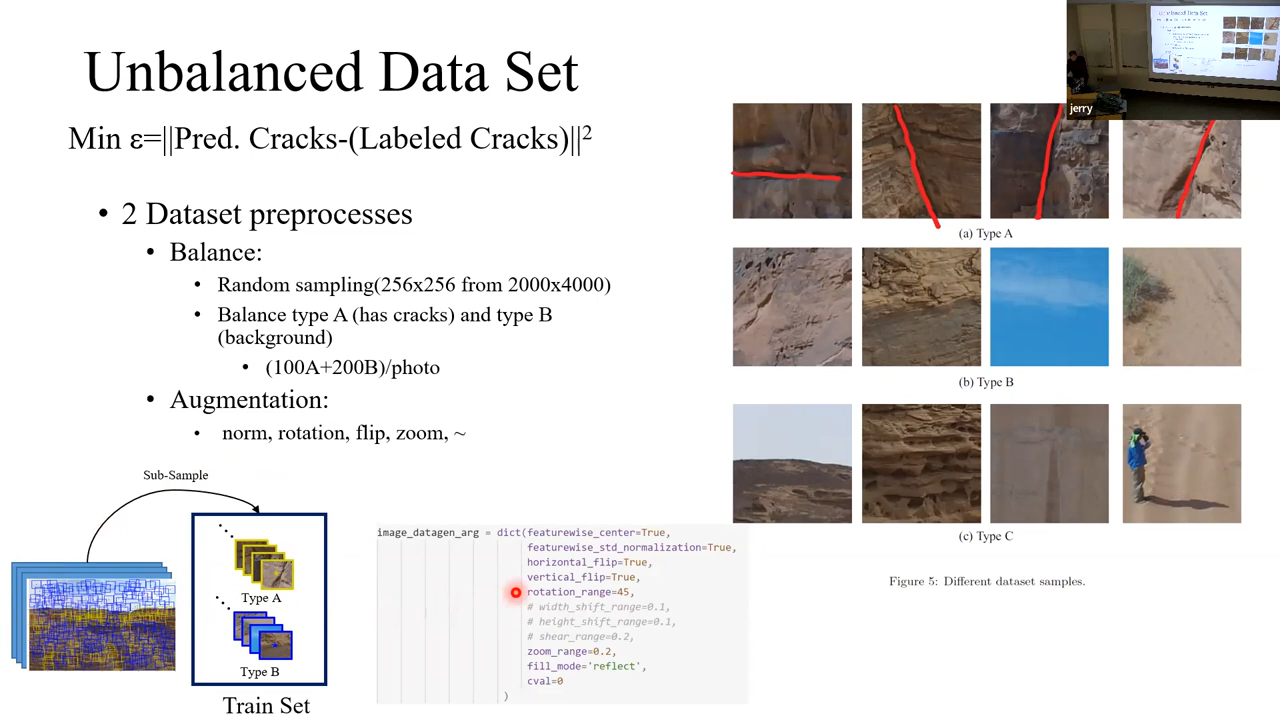 Unbalanced Data Set
Min ε=||Pred. Cracks-(Labeled Cracks)||²
• 2 Dataset preprocesses
• Balance:
• Random sampling(256x256 from 2000x4000)
• Balance type A (has cracks) and type B
(background)
• (100A+200B)/photo
• Augmentation:
• norm, rotation, flip, zoom, ~
Sub-Sample
Type A
Type B
Train Set
image_datagen_arg = dict(featurewise_center=True,
featurewise_std_normalization=True,
horizontal_flip=True,
vertical_flip=True,
rotation_range=45,
# width_shift_range=0.1,
# height_shift_range=0.1,
# shear_range=0.2,
zoom_range=0.2,
fill_mode='reflect',
cval=0
)
jerry
(a) Type A
(b) Type B
(c) Type C
Figure 5: Different dataset samples.